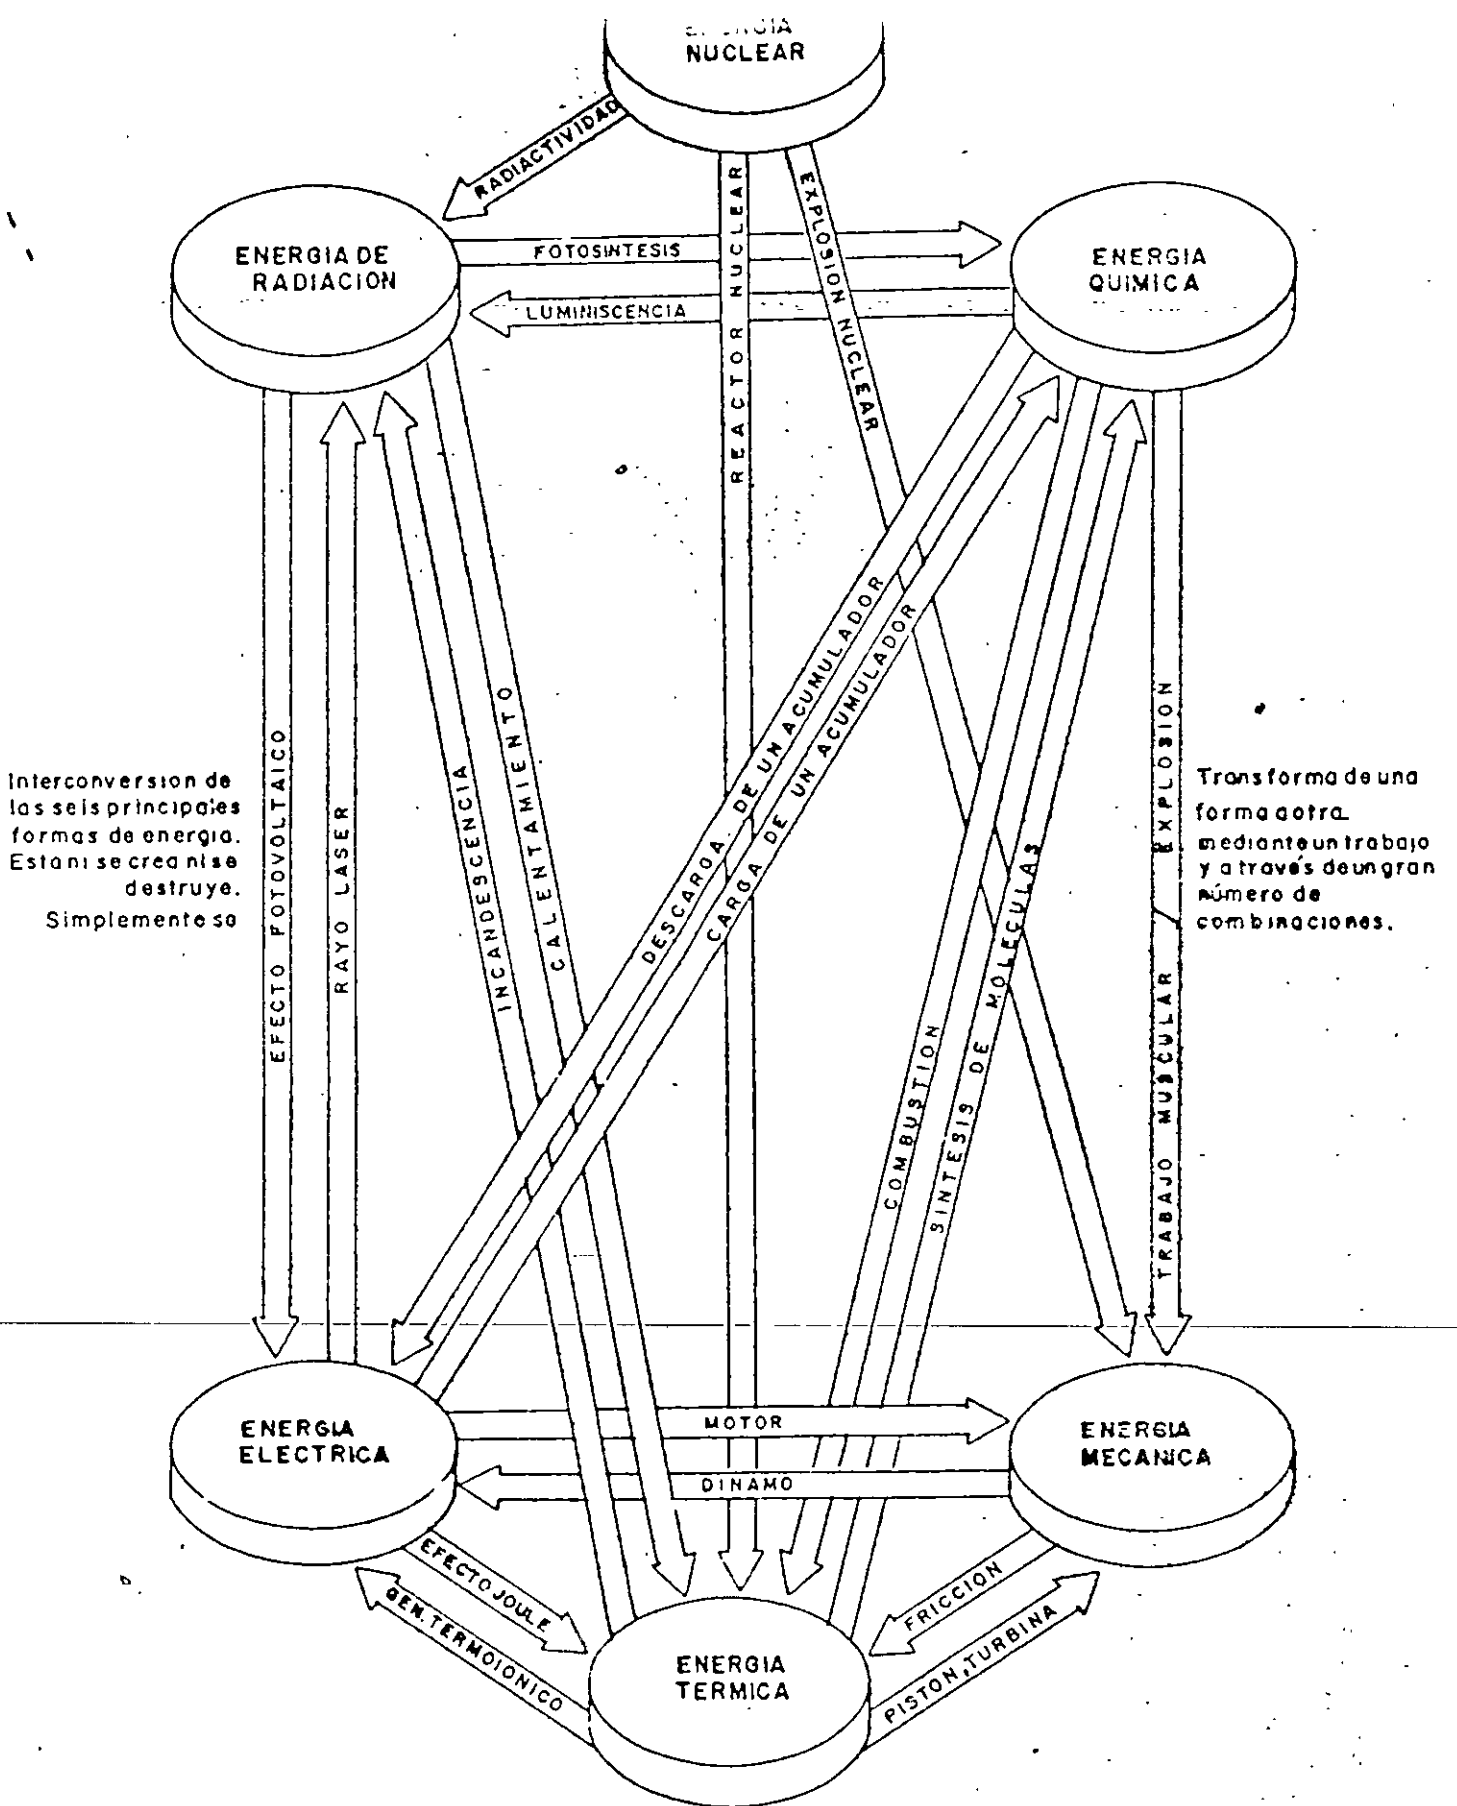 NUCLEAR
RADIACTIVIDAD
REACTOR NUCLEAR
EXPLOSION NUCLEAR
ENERGIA DE
RADIACION
FOTOSINTESIS
LUMINISCENCIA
ENERGIA
QUIMICA
EFECTO FOTOVOLTAICO
RAYO LASER
INCANDESCENCIA
CALENTAMIENTO
DESCARGA DE UN ACUMULADOR
CARGA DE UN ACUMULADOR
COMBUSTION
SINTESIS DE MOLECULAS
TRABAJO MUSCULAR / EXPLOSION
Interconversion de
las seis principales
formas de energia.
Esta ni se crea ni se
destruye.
Simplemente se
Transforma de una
forma a otra
mediante un trabajo
y a través de un gran
número de
combinaciones.
ENERGIA
ELECTRICA
MOTOR
DINAMO
ENERGIA
MECANICA
EFECTO JOULE
GEN. TERMOIONICO
FRICCION
PISTON, TURBINA
ENERGIA
TERMICA